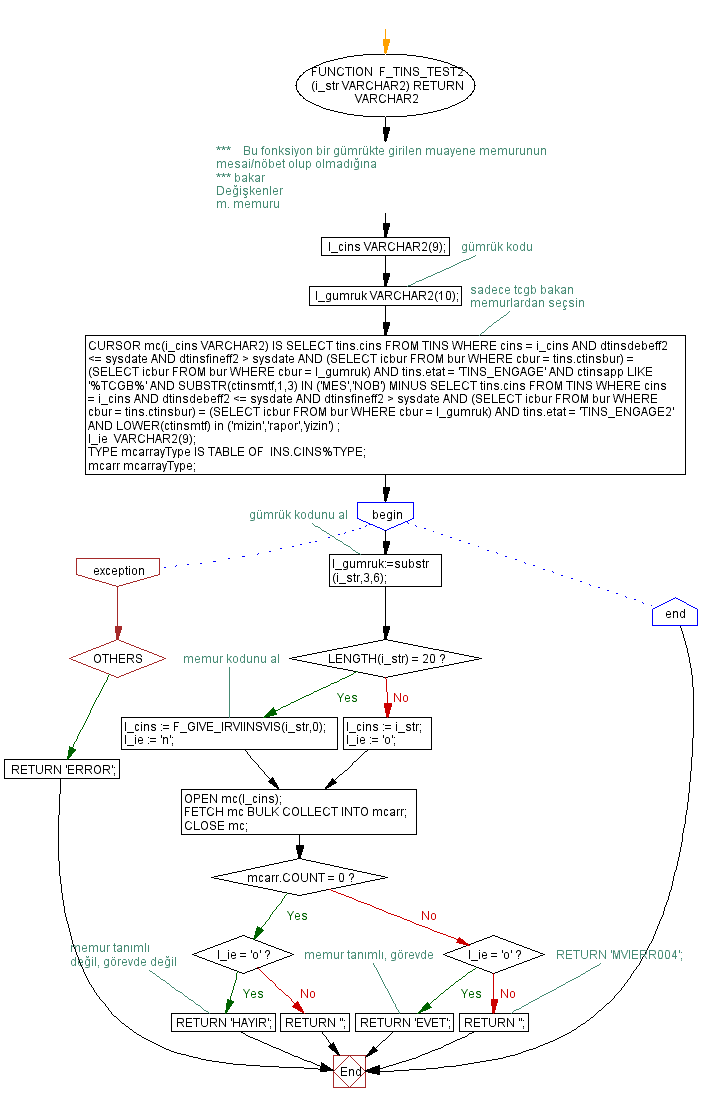 FUNCTION  F_TINS_TEST2
(i_str VARCHAR2) RETURN
VARCHAR2
***    Bu fonksiyon bir gümrükte girilen muayene memurunun
mesai/nöbet olup olmadığına
*** bakar
Değişkenler
m. memuru
l_cins VARCHAR2(9);
gümrük kodu
l_gumruk VARCHAR2(10);
sadece tcgb bakan
memurlardan seçsin
CURSOR mc(i_cins VARCHAR2) IS SELECT tins.cins FROM TINS WHERE cins = i_cins AND dtinsdebeff2
<= sysdate AND dtinsfineff2 > sysdate AND (SELECT icbur FROM bur WHERE cbur = tins.ctinsbur) =
(SELECT icbur FROM bur WHERE cbur = l_gumruk) AND tins.etat = 'TINS_ENGAGE' AND ctinsapp LIKE
'%TCGB%' AND SUBSTR(ctinsmtf,1,3) IN ('MES','NOB') MINUS SELECT tins.cins FROM TINS WHERE cins
= i_cins AND dtinsdebeff2 <= sysdate AND dtinsfineff2 > sysdate AND (SELECT icbur FROM bur WHERE
cbur = tins.ctinsbur) = (SELECT icbur FROM bur WHERE cbur = l_gumruk) AND tins.etat = 'TINS_ENGAGE2'
AND LOWER(ctinsmtf) in ('mizin','rapor','yizin') ;
l_ie  VARCHAR2(9);
TYPE mcarrayType IS TABLE OF  INS.CINS%TYPE;
mcarr mcarrayType;
gümrük kodunu al
begin
exception
l_gumruk:=substr
(i_str,3,6);
end
OTHERS
memur kodunu al
LENGTH(i_str) = 20 ?
Yes
No
l_cins := F_GIVE_IRVIINSVIS(i_str,0);
l_ie := 'n';
l_cins := i_str;
l_ie := 'o';
RETURN 'ERROR';
OPEN mc(l_cins);
FETCH mc BULK COLLECT INTO mcarr;
CLOSE mc;
mcarr.COUNT = 0 ?
Yes
No
memur tanımlı
değil, görevde değil
l_ie = 'o' ?
memur tanımlı, görevde
l_ie = 'o' ?
RETURN 'MVIERR004';
Yes
No
Yes
No
RETURN 'HAYIR';
RETURN '';
RETURN 'EVET';
RETURN '';
End